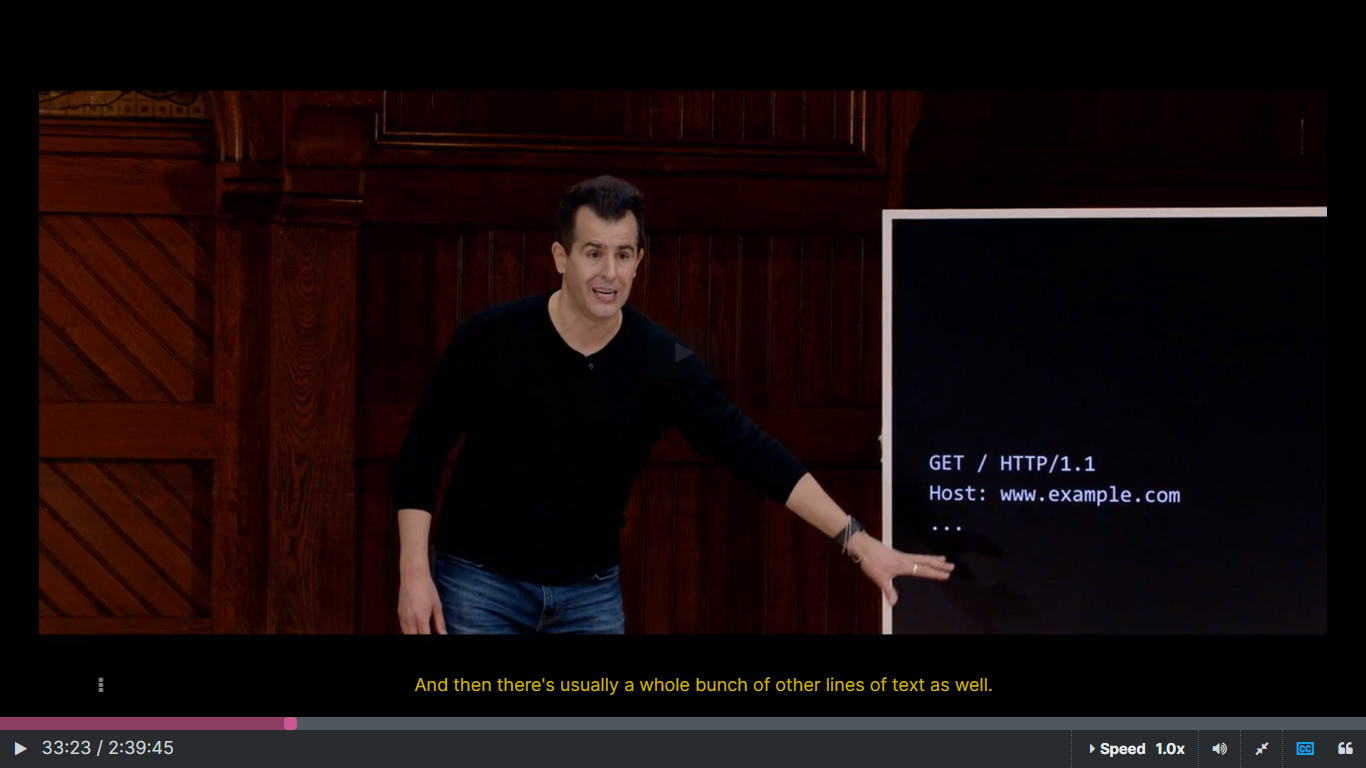 GET / HTTP/1.1
Host: www.example.com
...
And then there's usually a whole bunch of other lines of text as well.
33:23 / 2:39:45
Speed 1.0x
CC